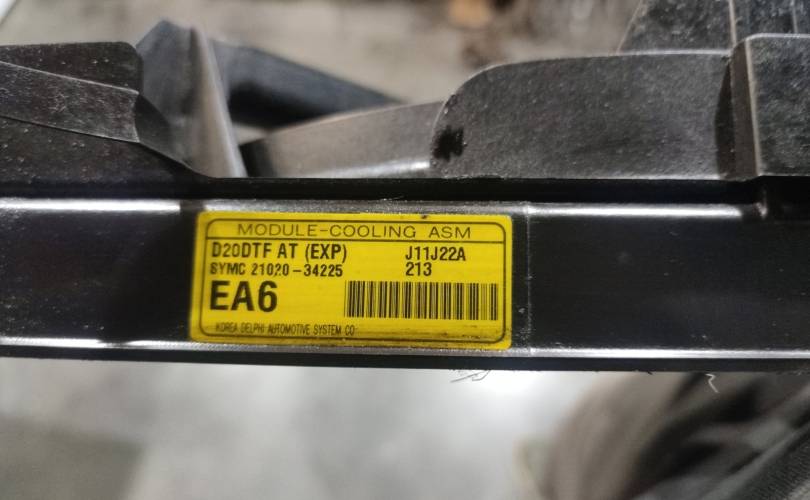 MODULE-COOLING ASM
D20DTF AT (EXP) J11J22A
SYMC 21020-34225 213
EA6
KOREA DELPHI AUTOMOTIVE SYSTEM CO